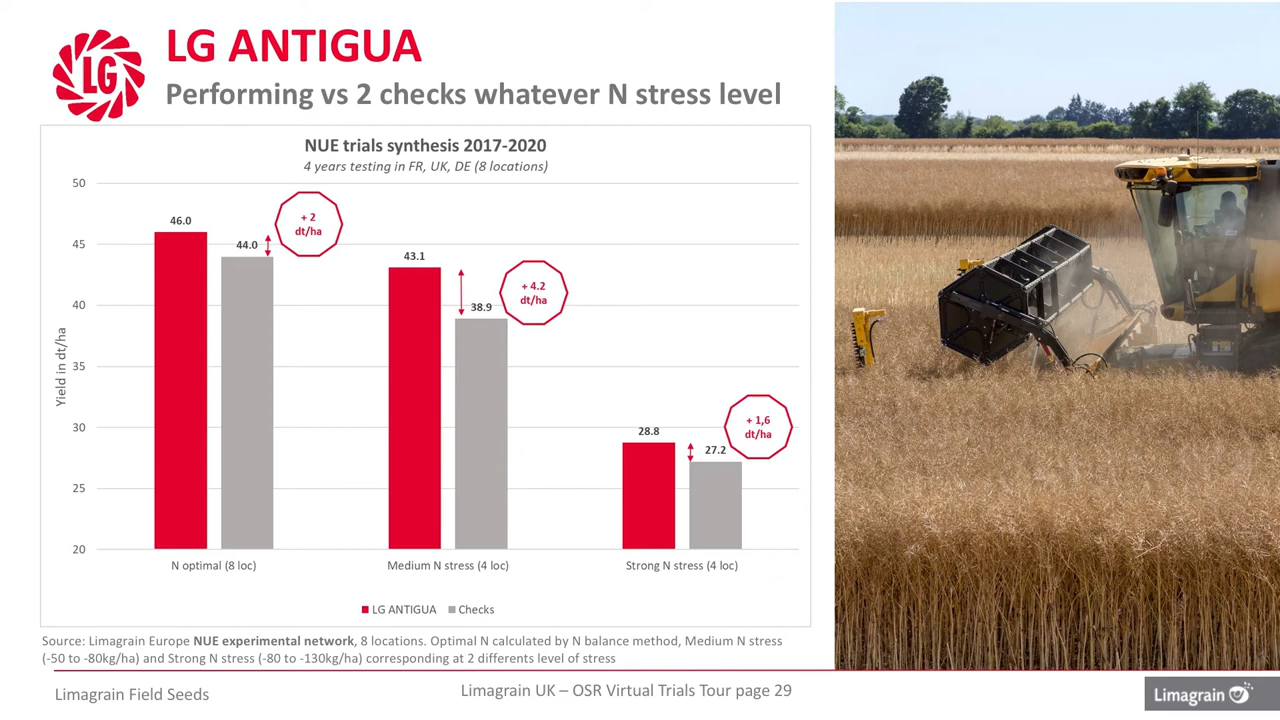 LG ANTIGUA
LG
Performing vs 2 checks whatever N stress level
NUE trials synthesis 2017-2020
4 years testing in FR, UK, DE (8 locations)
Yield in dt/ha
50
45
40
35
30
25
20
46.0
44.0
+ 2
dt/ha
43.1
38.9
+ 4.2
dt/ha
28.8
27.2
+ 1,6
dt/ha
N optimal (8 loc)
Medium N stress (4 loc)
Strong N stress (4 loc)
LG ANTIGUA
Checks
Source: Limagrain Europe NUE experimental network, 8 locations. Optimal N calculated by N balance method, Medium N stress
(-50 to -80kg/ha) and Strong N stress (-80 to -130kg/ha) corresponding at 2 differents level of stress
Limagrain Field Seeds
Limagrain UK – OSR Virtual Trials Tour page 29
Limagrain